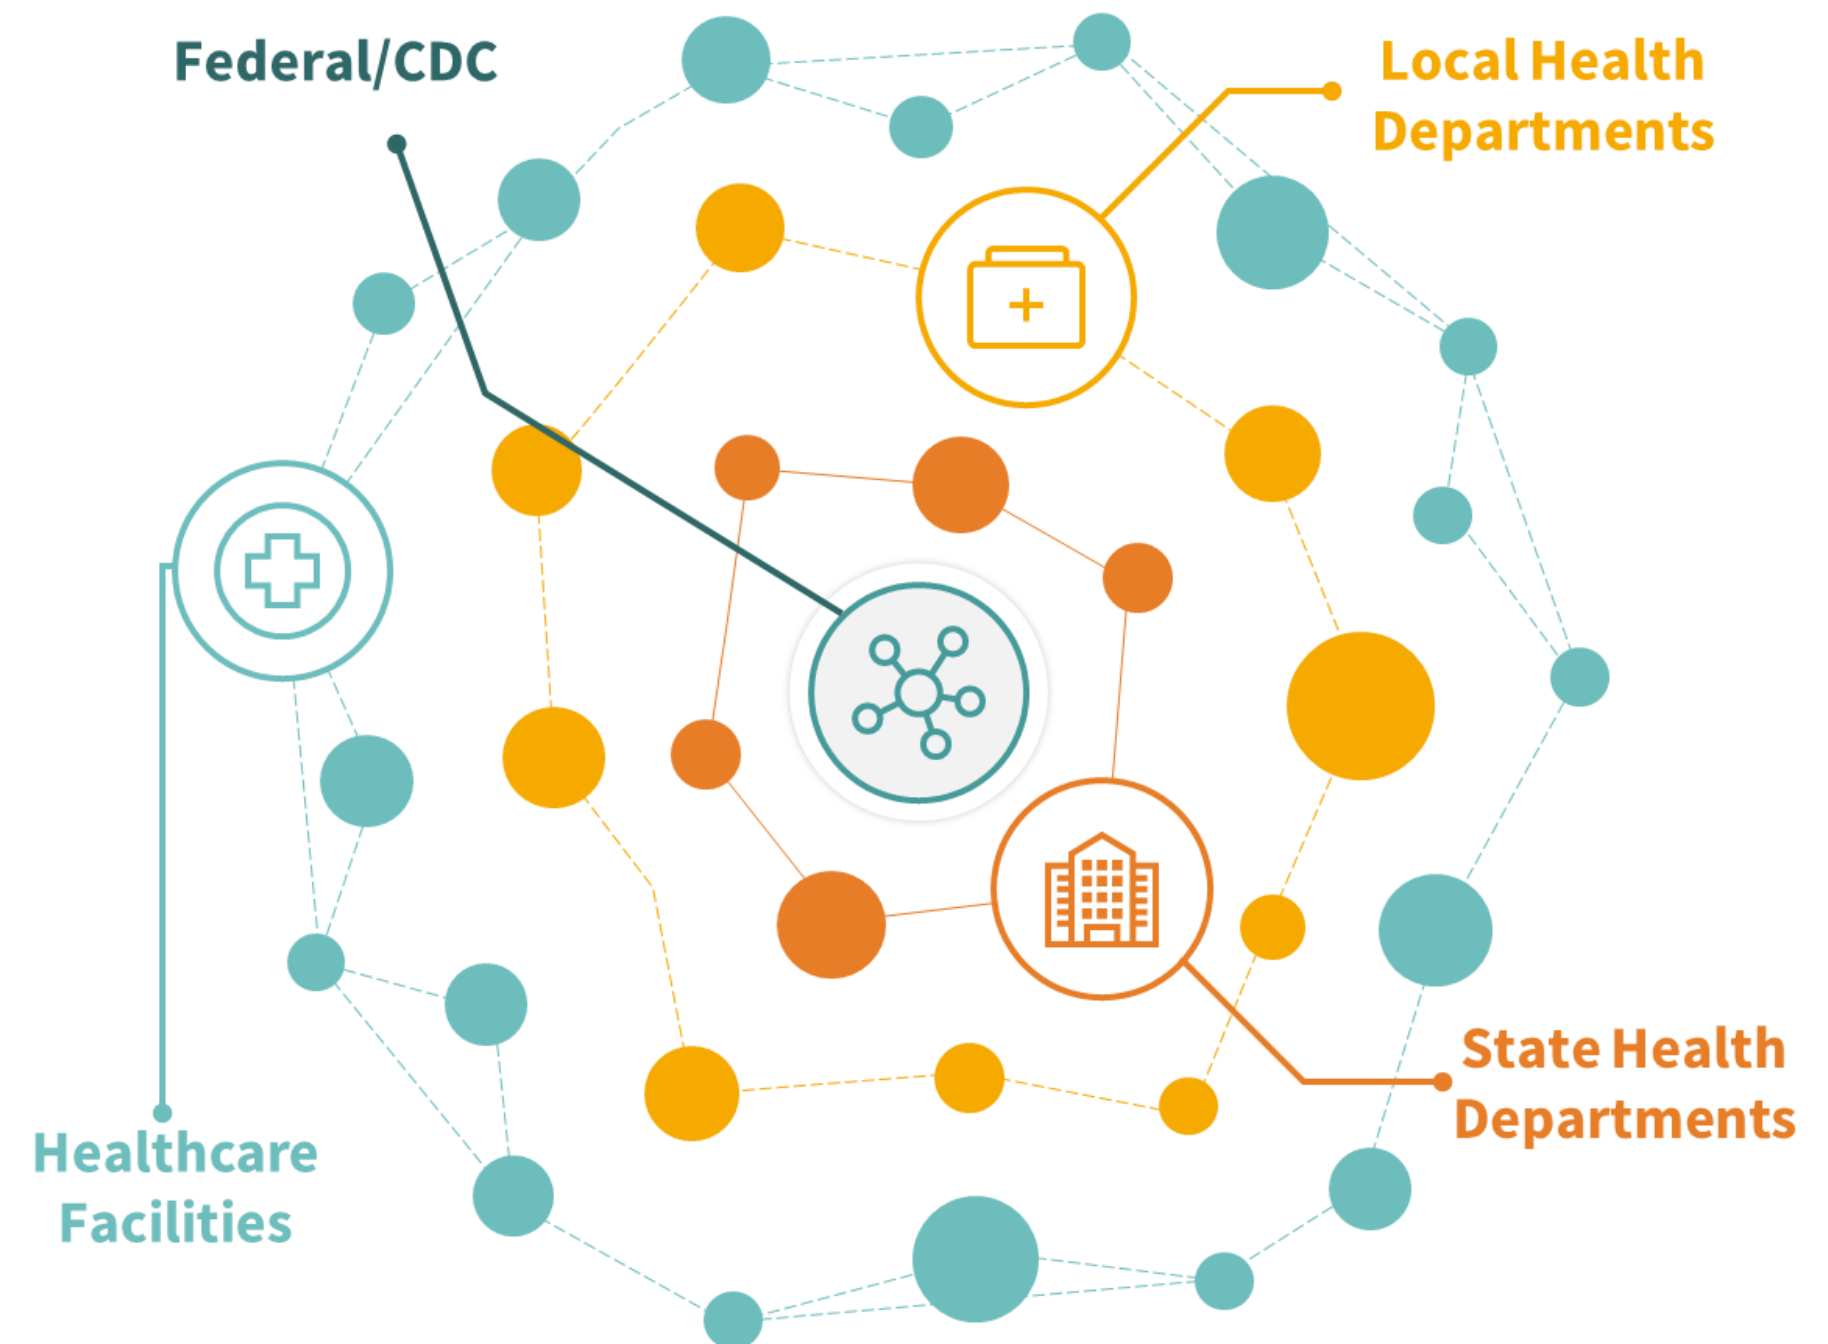 Federal/CDC
Local Health
Departments
State Health
Departments
Healthcare
Facilities